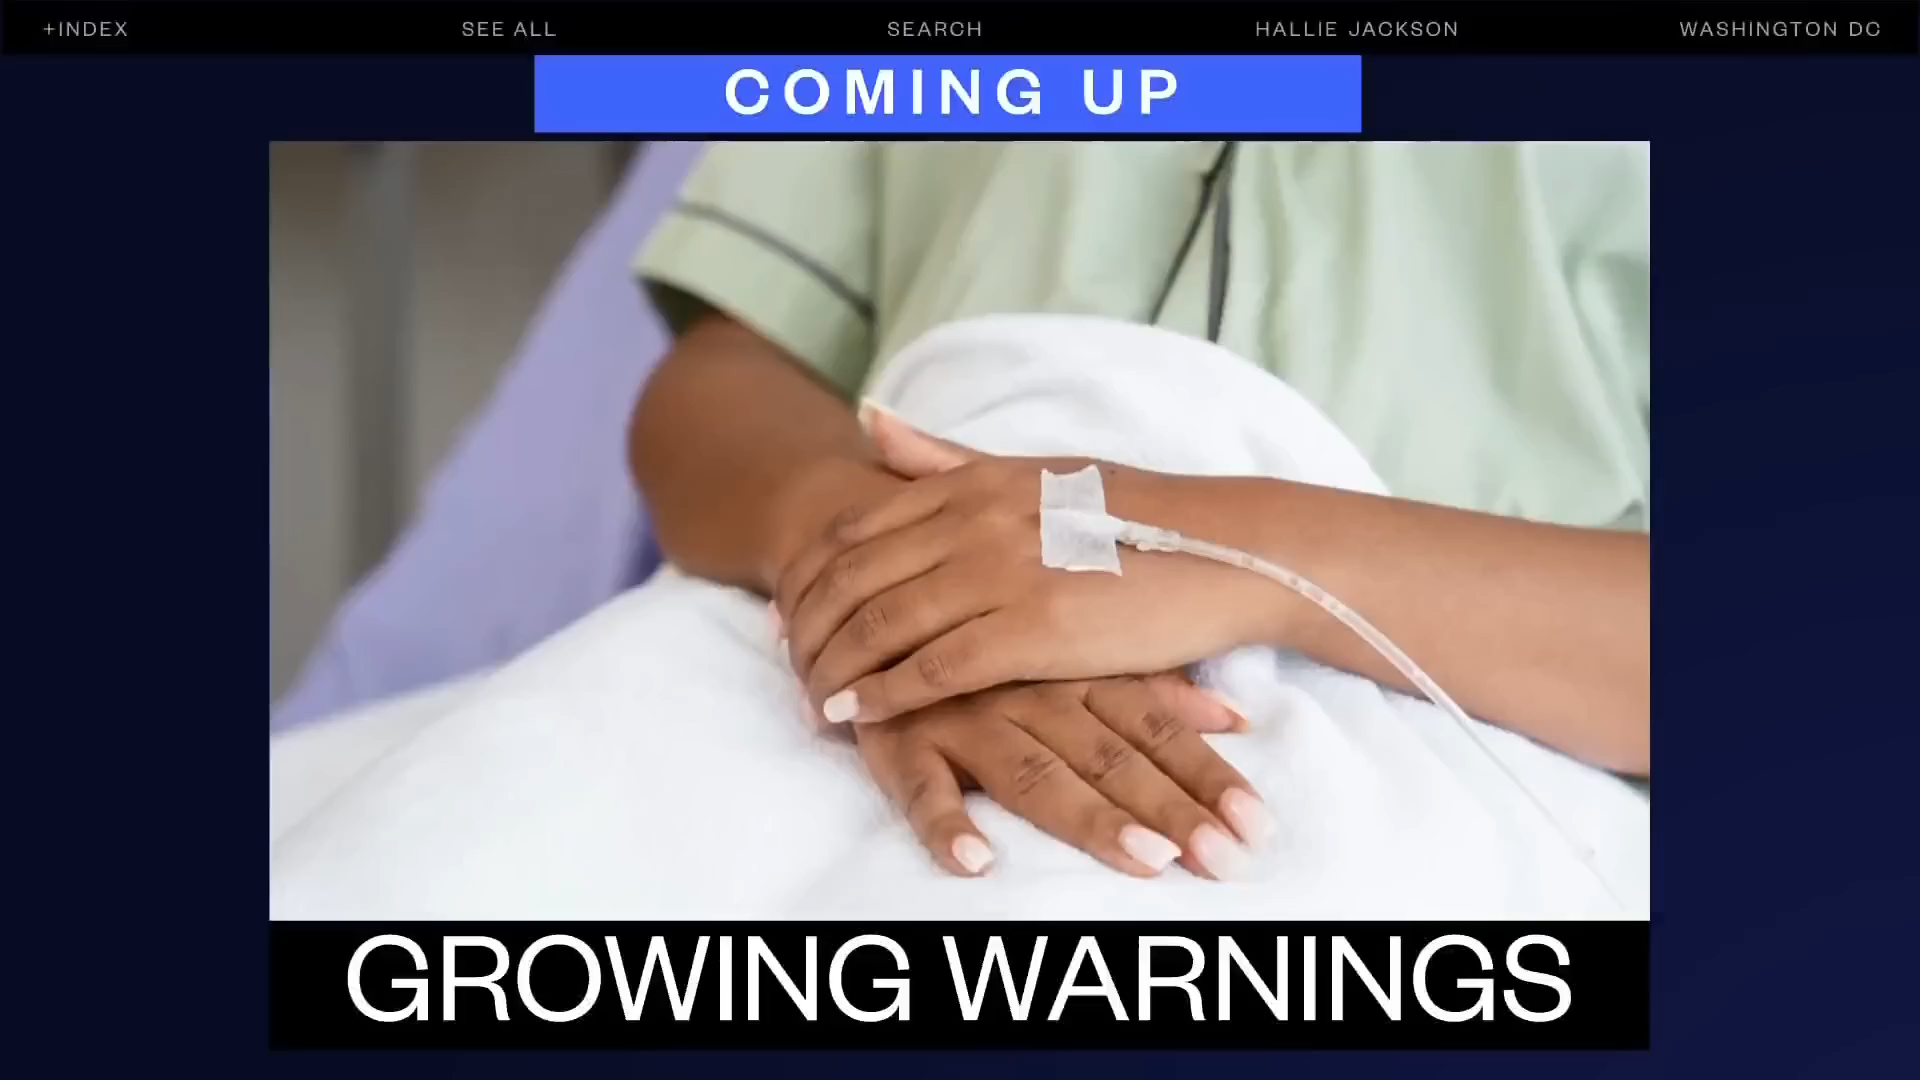 +INDEX SEE ALL SEARCH HALLIE JACKSON WASHINGTON DC
COMING UP
GROWING WARNINGS